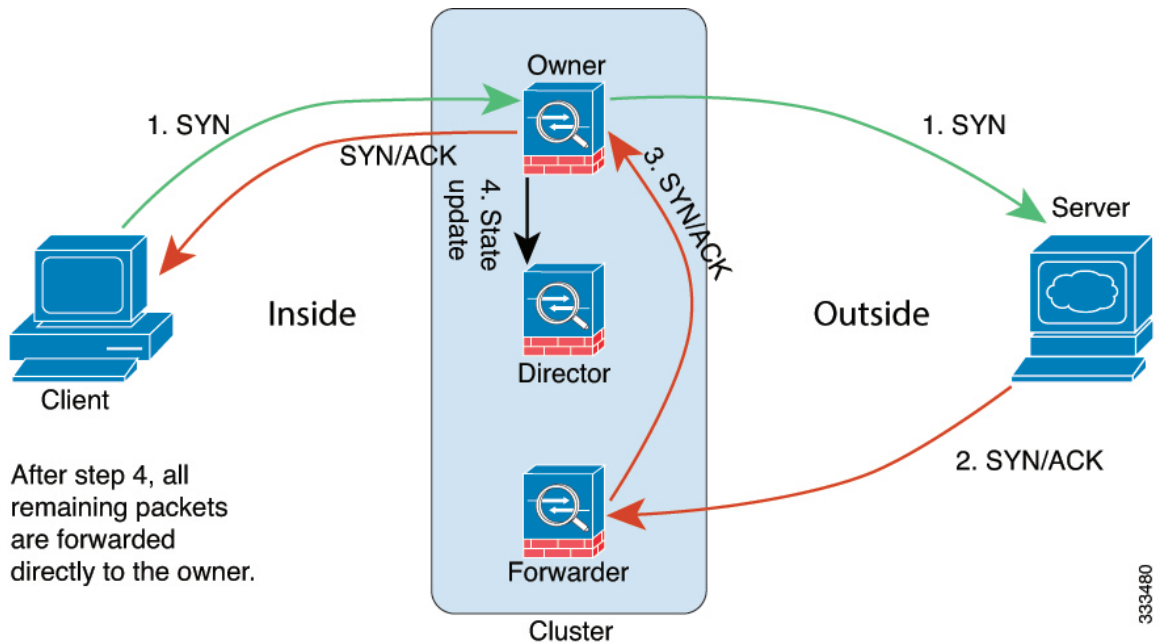 Owner
1. SYN
1. SYN
SYN/ACK
3. SYN/ACK
4. State
update
Server
Inside
Outside
Director
Client
2. SYN/ACK
After step 4, all
remaining packets
are forwarded
directly to the owner.
Forwarder
333480
Cluster